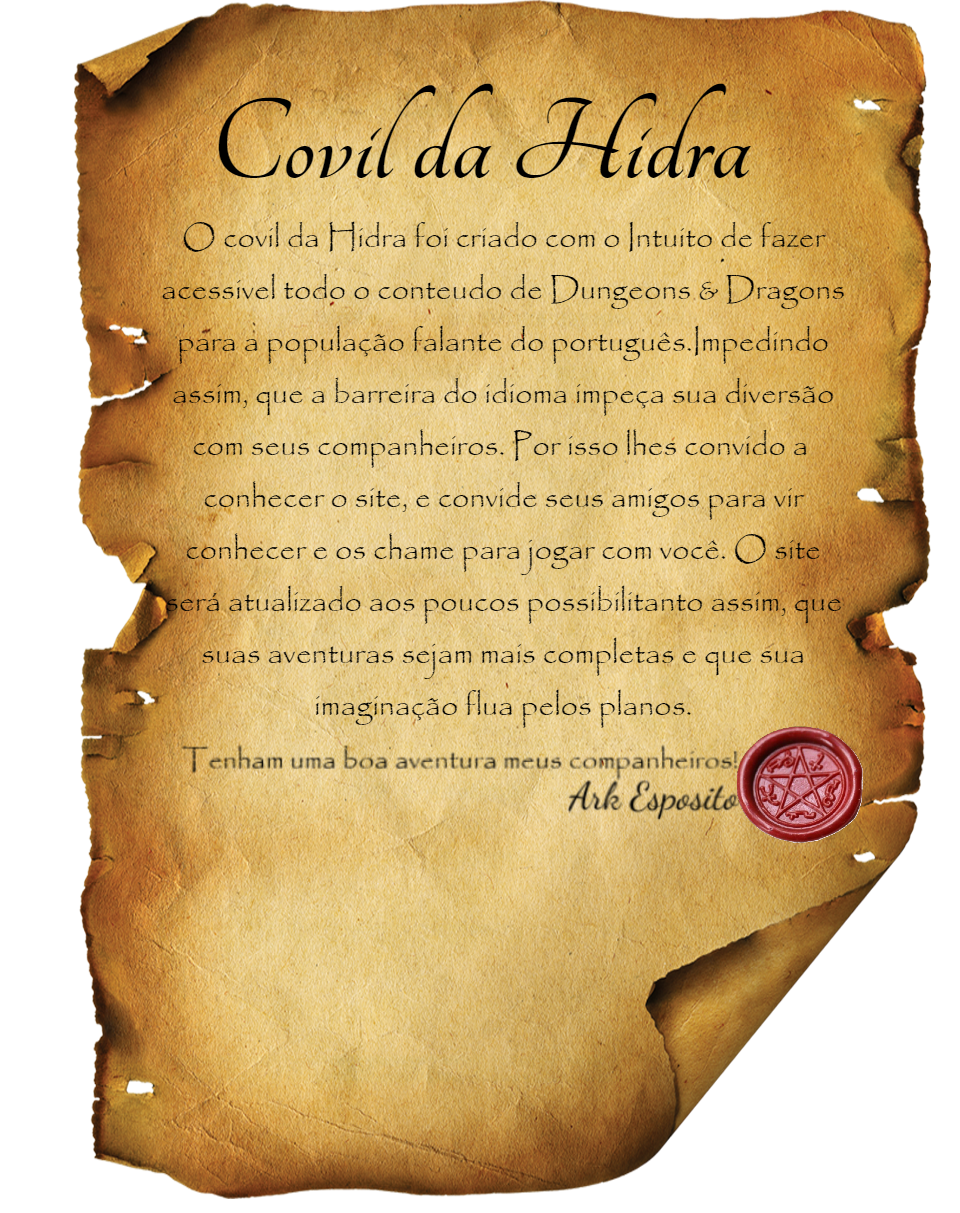 Covil da Hidra
O covil da Hidra foi criado com o Intuito de fazer
acessivel todo o conteudo de Dungeons & Dragons
para a população falante do português.Impedindo
assim, que a barreira do idioma impeça sua diversão
com seus companheiros. Por isso lhes convido a
conhecer o site, e convide seus amigos para vir
conhecer e os chame para jogar com você. O site
será atualizado aos poucos possibilitanto assim, que
suas aventuras sejam mais completas e que sua
imaginação flua pelos planos.
Tenham uma boa aventura meus companheiros!
Ark Esposito